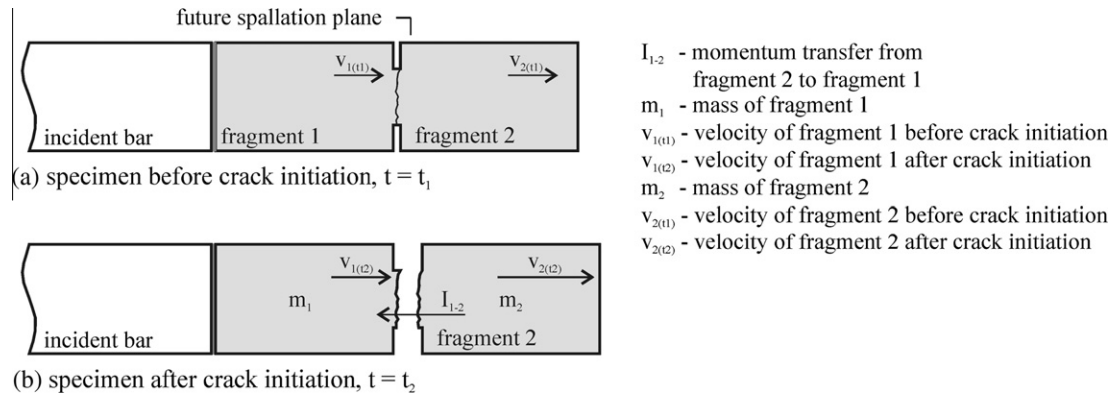 future spallation plane
v1(t1)
v2(t1)
incident bar
fragment 1
fragment 2
(a) specimen before crack initiation, t = t1
v1(t2)
v2(t2)
m1
I1-2
m2
incident bar
fragment 2
(b) specimen after crack initiation, t = t2
I1-2 - momentum transfer from
fragment 2 to fragment 1
m1 - mass of fragment 1
v1(t1) - velocity of fragment 1 before crack initiation
v1(t2) - velocity of fragment 1 after crack initiation
m2 - mass of fragment 2
v2(t1) - velocity of fragment 2 before crack initiation
v2(t2) - velocity of fragment 2 after crack initiation